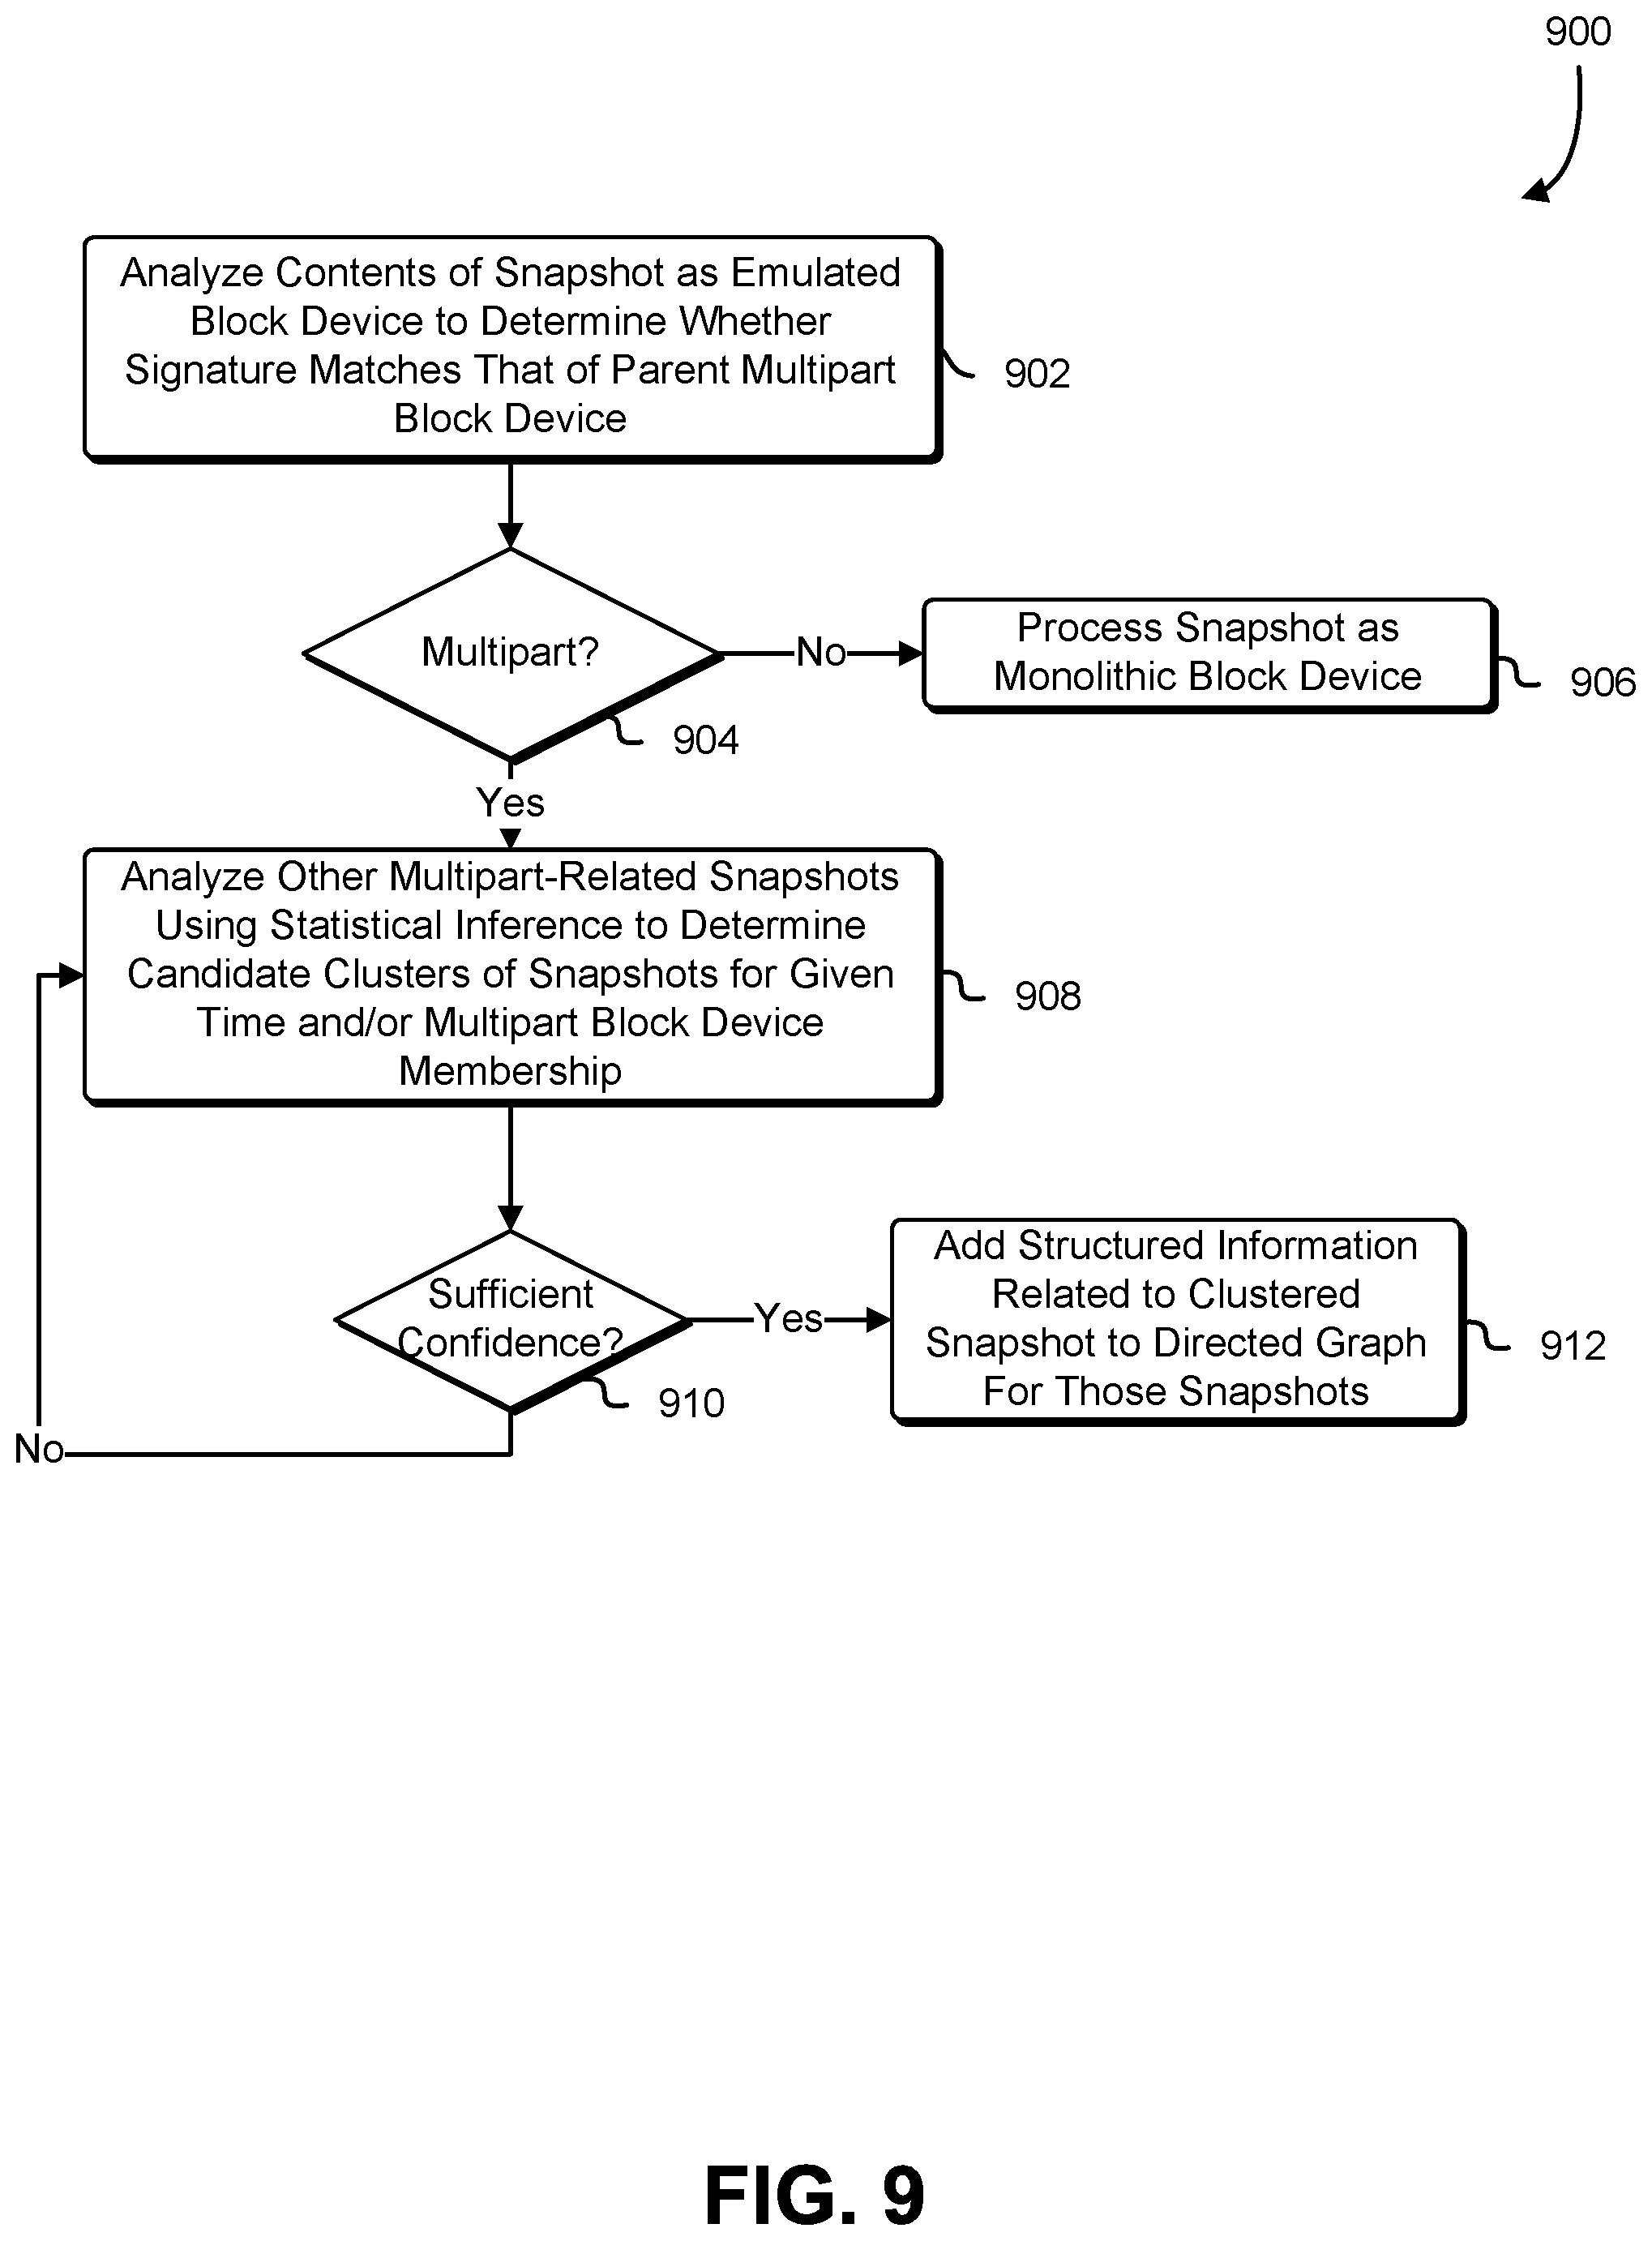 900
Analyze Contents of Snapshot as Emulated
Block Device to Determine Whether
Signature Matches That of Parent Multipart
Block Device
902
Multipart?
No
Process Snapshot as
Monolithic Block Device
906
904
Yes
Analyze Other Multipart-Related Snapshots
Using Statistical Inference to Determine
Candidate Clusters of Snapshots for Given
Time and/or Multipart Block Device
Membership
908
Sufficient
Confidence?
Yes
Add Structured Information
Related to Clustered
Snapshot to Directed Graph
For Those Snapshots
912
910
No
FIG. 9